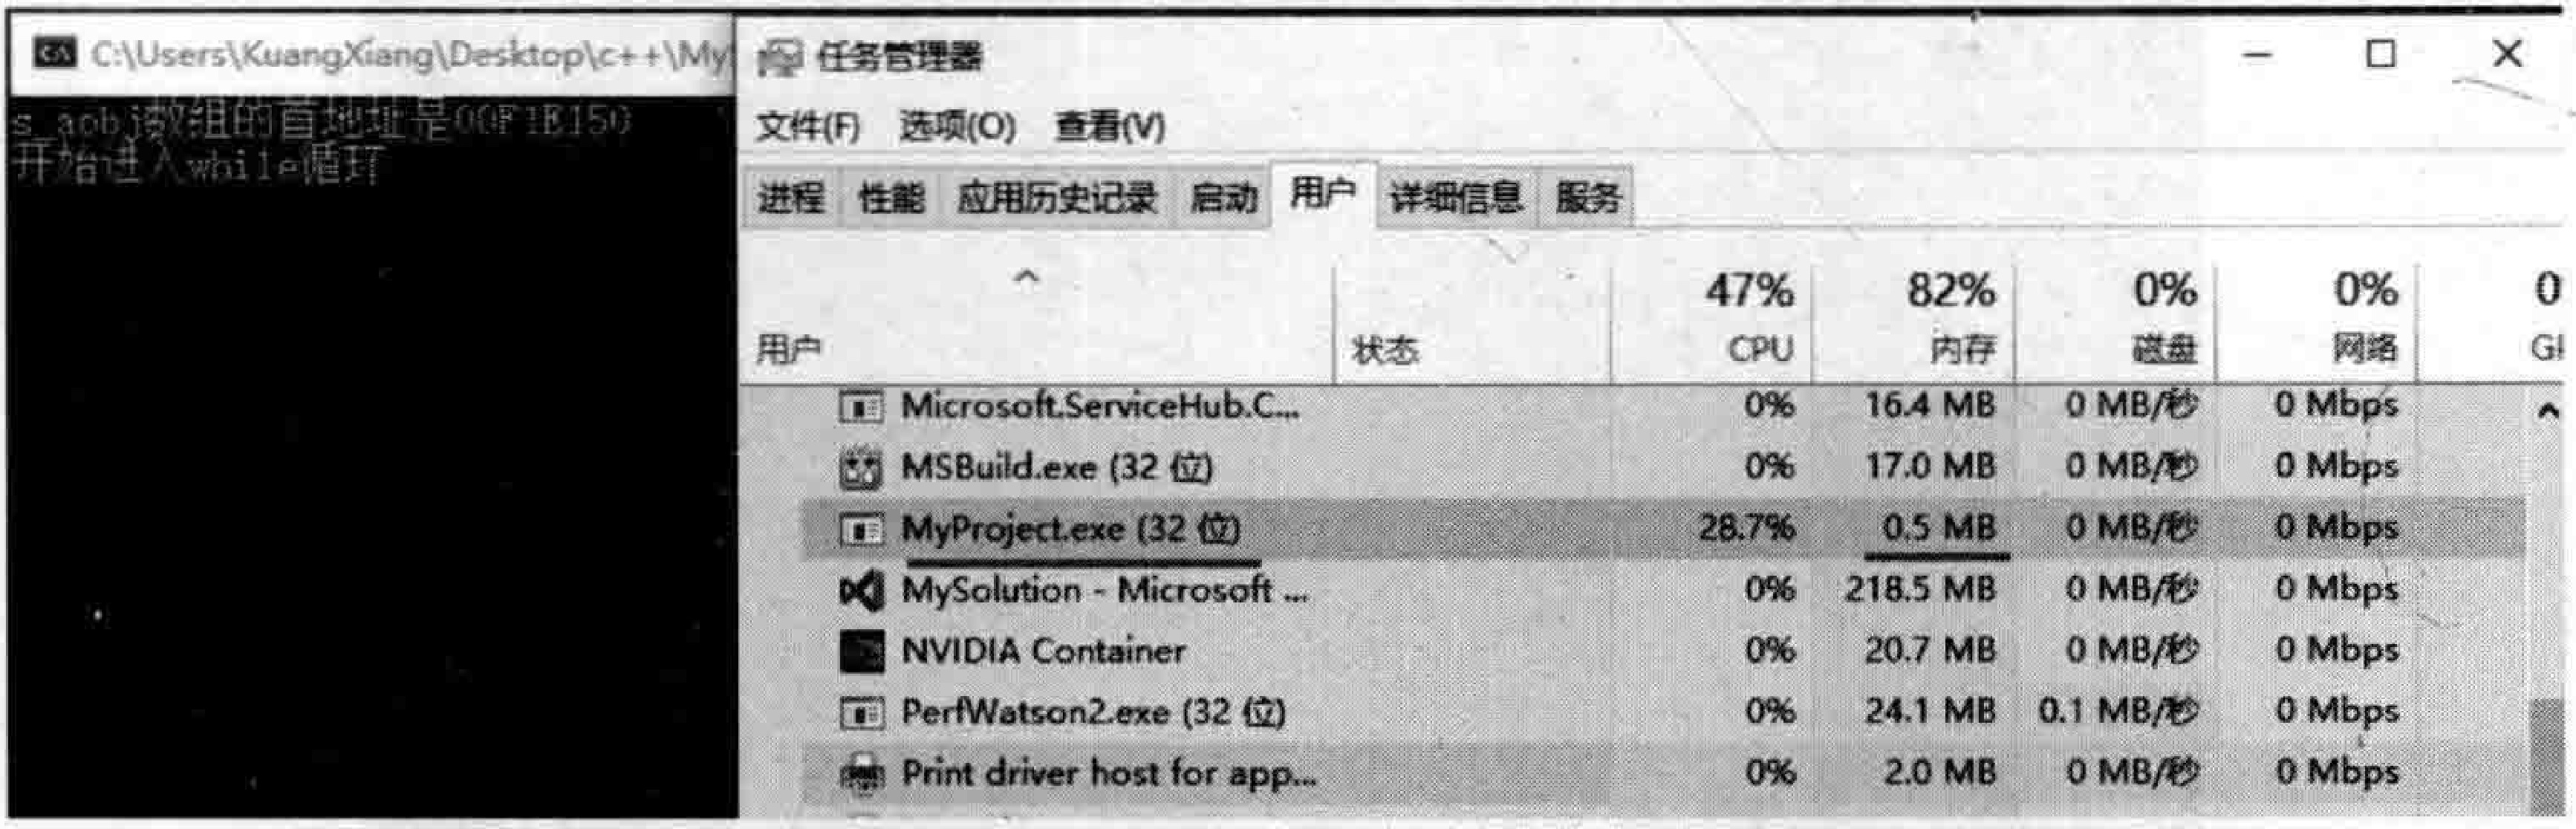 C:\Users\KuangXiang\Desktop\c++\My
s_aobj数组的首地址是00F1E150
开始进入while循环
任务管理器
文件(F) 选项(O) 查看(V)
进程 性能 应用历史记录 启动 用户 详细信息 服务
47% 82% 0% 0% 0
用户 状态 CPU 内存 磁盘 网络 GI
Microsoft.ServiceHub.C... 0% 16.4 MB 0 MB/秒 0 Mbps
MSBuild.exe (32 位) 0% 17.0 MB 0 MB/秒 0 Mbps
MyProject.exe (32 位) 28.7% 0.5 MB 0 MB/秒 0 Mbps
MySolution - Microsoft ... 0% 218.5 MB 0 MB/秒 0 Mbps
NVIDIA Container 0% 20.7 MB 0 MB/秒 0 Mbps
PerfWatson2.exe (32 位) 0% 24.1 MB 0.1 MB/秒 0 Mbps
Print driver host for app... 0% 2.0 MB 0 MB/秒 0 Mbps